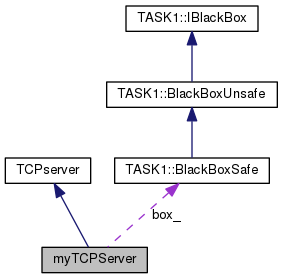 TASK1::IBlackBox
TASK1::BlackBoxUnsafe
TCPserver
TASK1::BlackBoxSafe
box_
myTCPServer